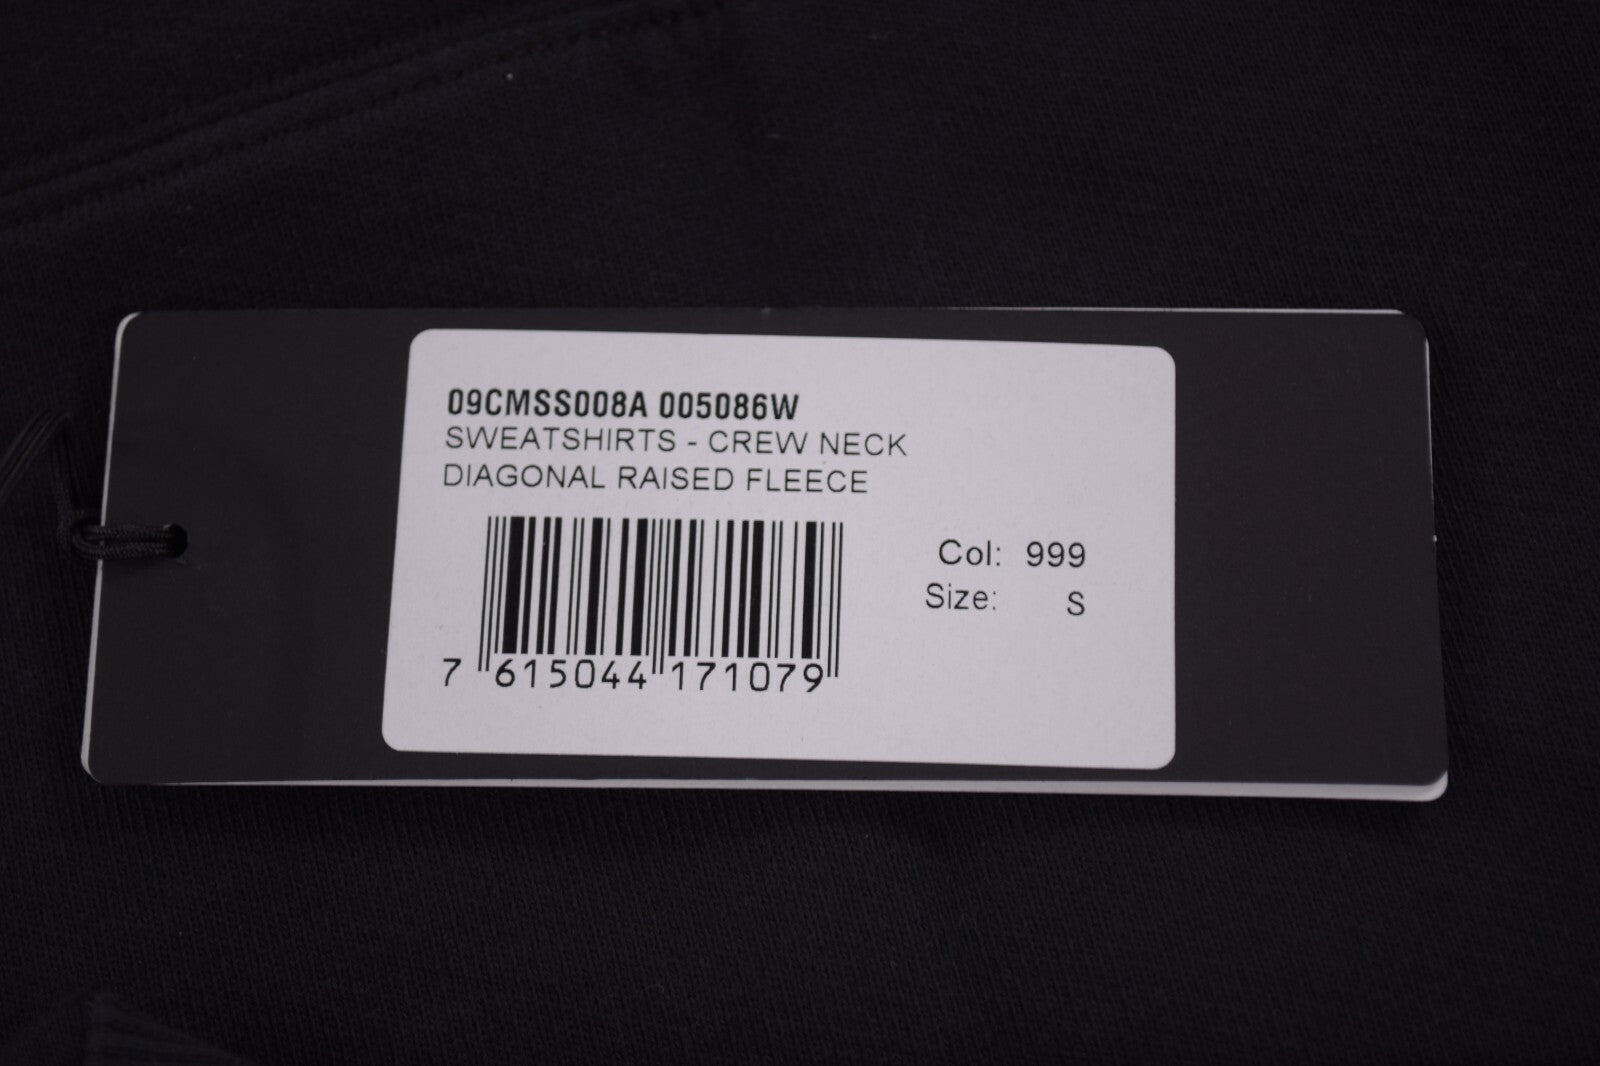 09CMSS008A 005086W
SWEATSHIRTS - CREW NECK
DIAGONAL RAISED FLEECE
Col: 999
Size: S
7 615044 171079